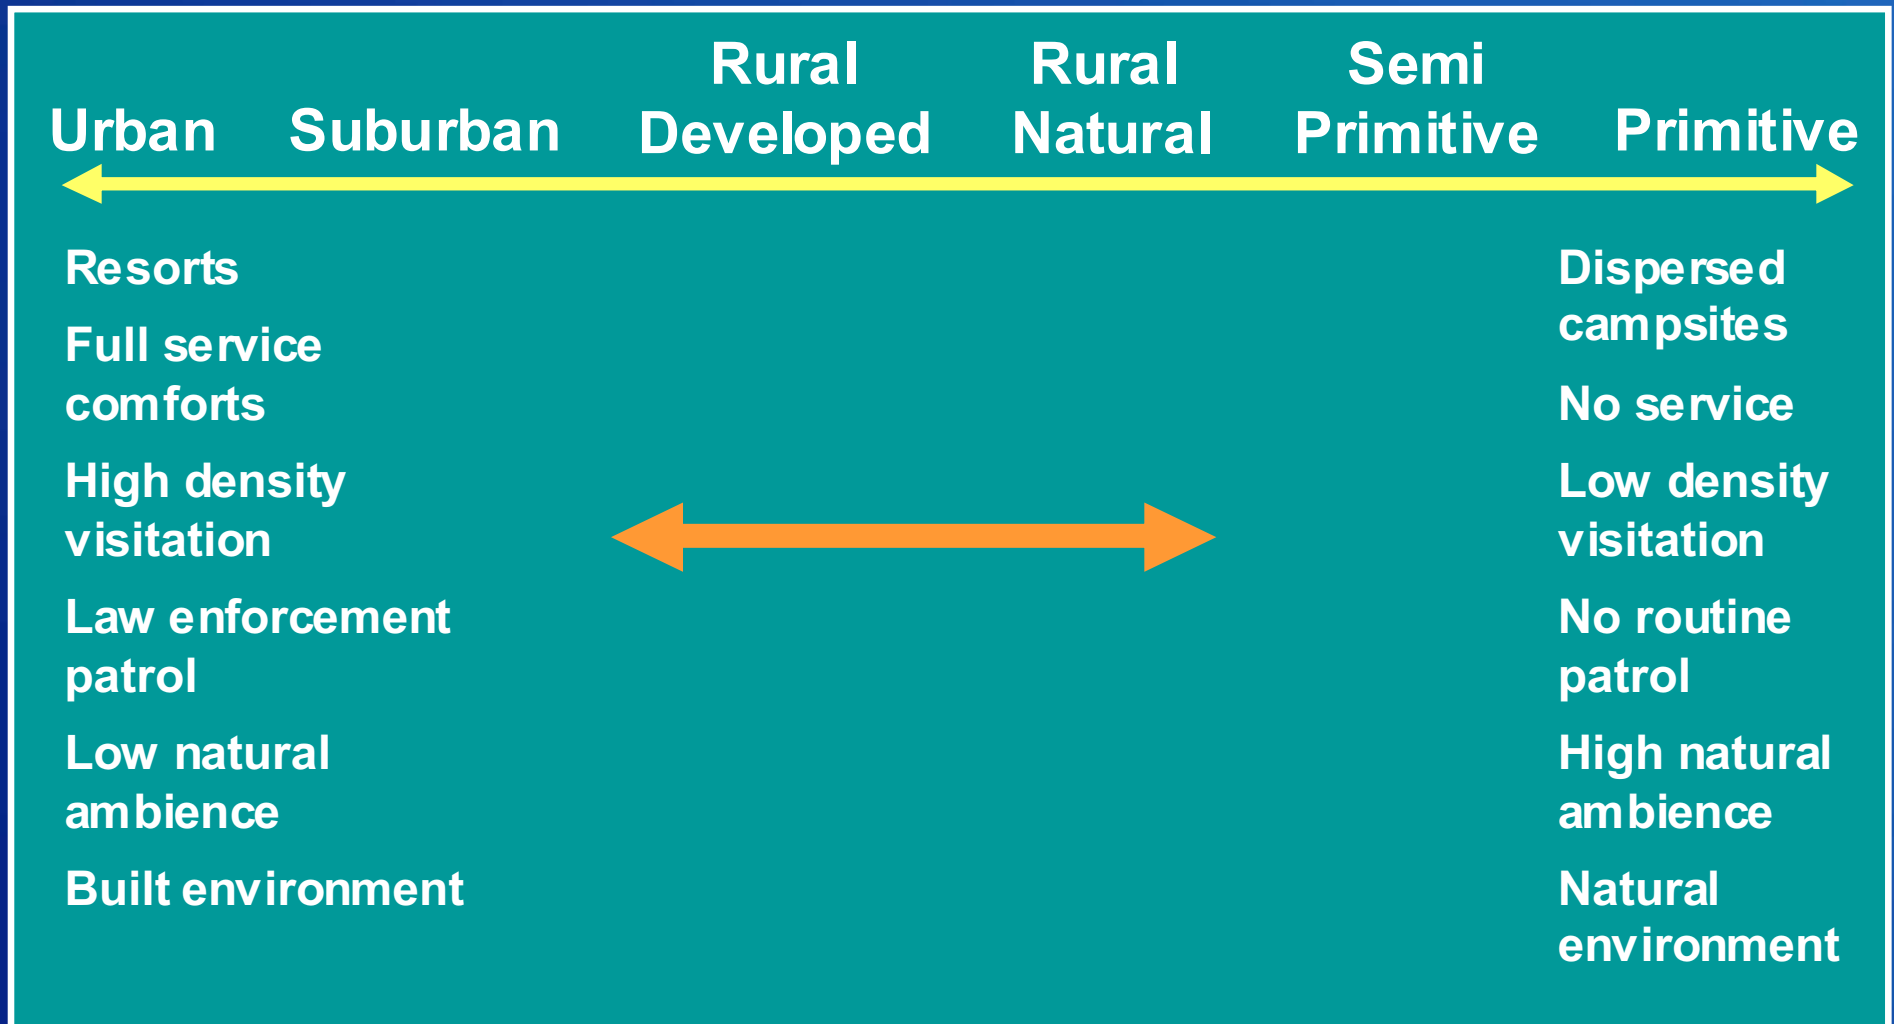 Urban
Suburban
Rural
Developed
Rural
Natural
Semi
Primitive
Primitive
Resorts
Full service
comforts
High density
visitation
Law enforcement
patrol
Low natural
ambience
Built environment
Dispersed
campsites
No service
Low density
visitation
No routine
patrol
High natural
ambience
Natural
environment